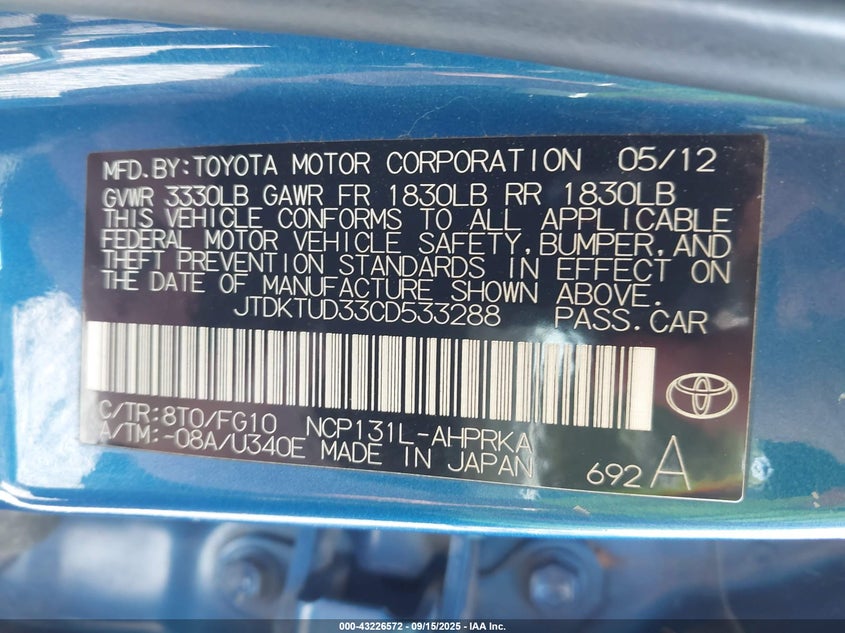 MFD.BY:TOYOTA MOTOR CORPORATION 05/12
GVWR 3330LB GAWR FR 1830LB RR 1830LB
THIS VEHICLE CONFORMS TO ALL APPLICABLE
FEDERAL MOTOR VEHICLE SAFETY,BUMPER,AND
THEFT PREVENTION STANDARDS IN EFFECT ON
THE DATE OF MANUFACTURE SHOWN ABOVE.
JTDKTUD33CD533288 PASS.CAR
C/TR:8T0/FG10 NCP131L-AHPRKA
A/TM:-08A/U340E MADE IN JAPAN
692 A
000-43226572 - 09/15/2025 - IAA Inc.